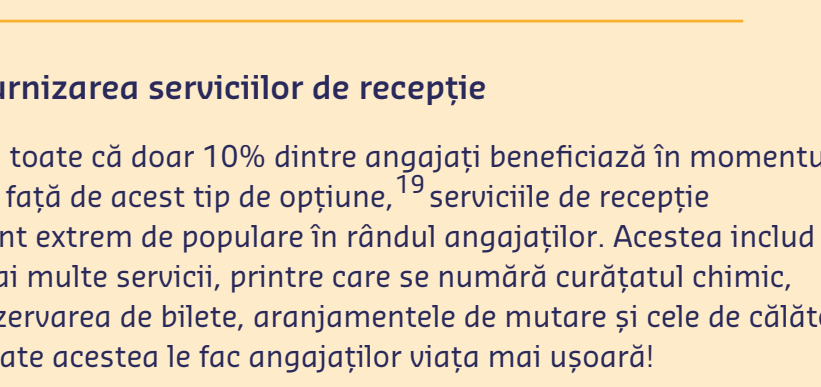 urnizarea serviciilor de recepție
toate că doar 10% dintre angajați beneficiază în momentu
față de acest tip de opțiune,19 serviciile de recepție
nt extrem de populare în rândul angajaților. Acestea includ
ai multe servicii, printre care se numără curățatul chimic,
zervarea de bilete, aranjamentele de mutare și cele de călăt
ate acestea le fac angajaților viața mai ușoară!